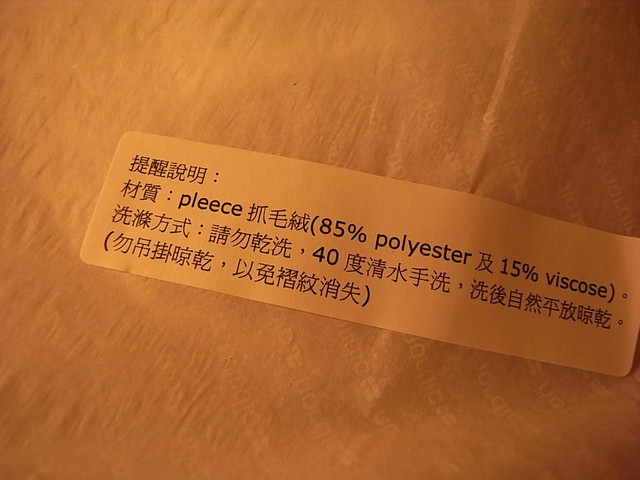 提醒說明：
材質：pleece 抓毛絨(85% polyester 及 15% viscose)。
洗滌方式：請勿乾洗，40 度清水手洗，洗後自然平放晾乾。
(勿吊掛晾乾，以免褶紋消失)